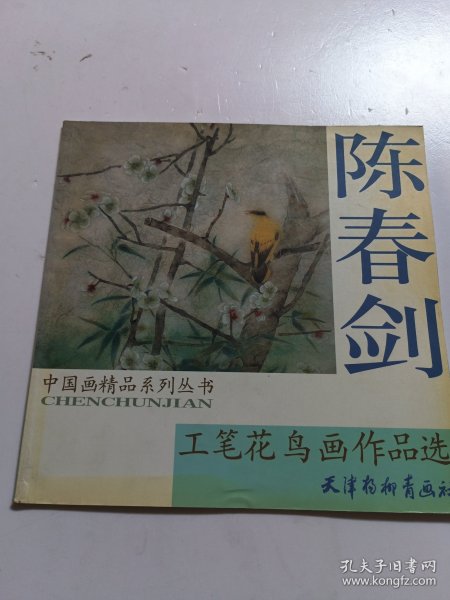 陈春剑
中国画精品系列丛书
CHENCHUNJIAN
工笔花鸟画作品选
天津杨柳青画社
孔夫子旧书网
www.kongfz.com